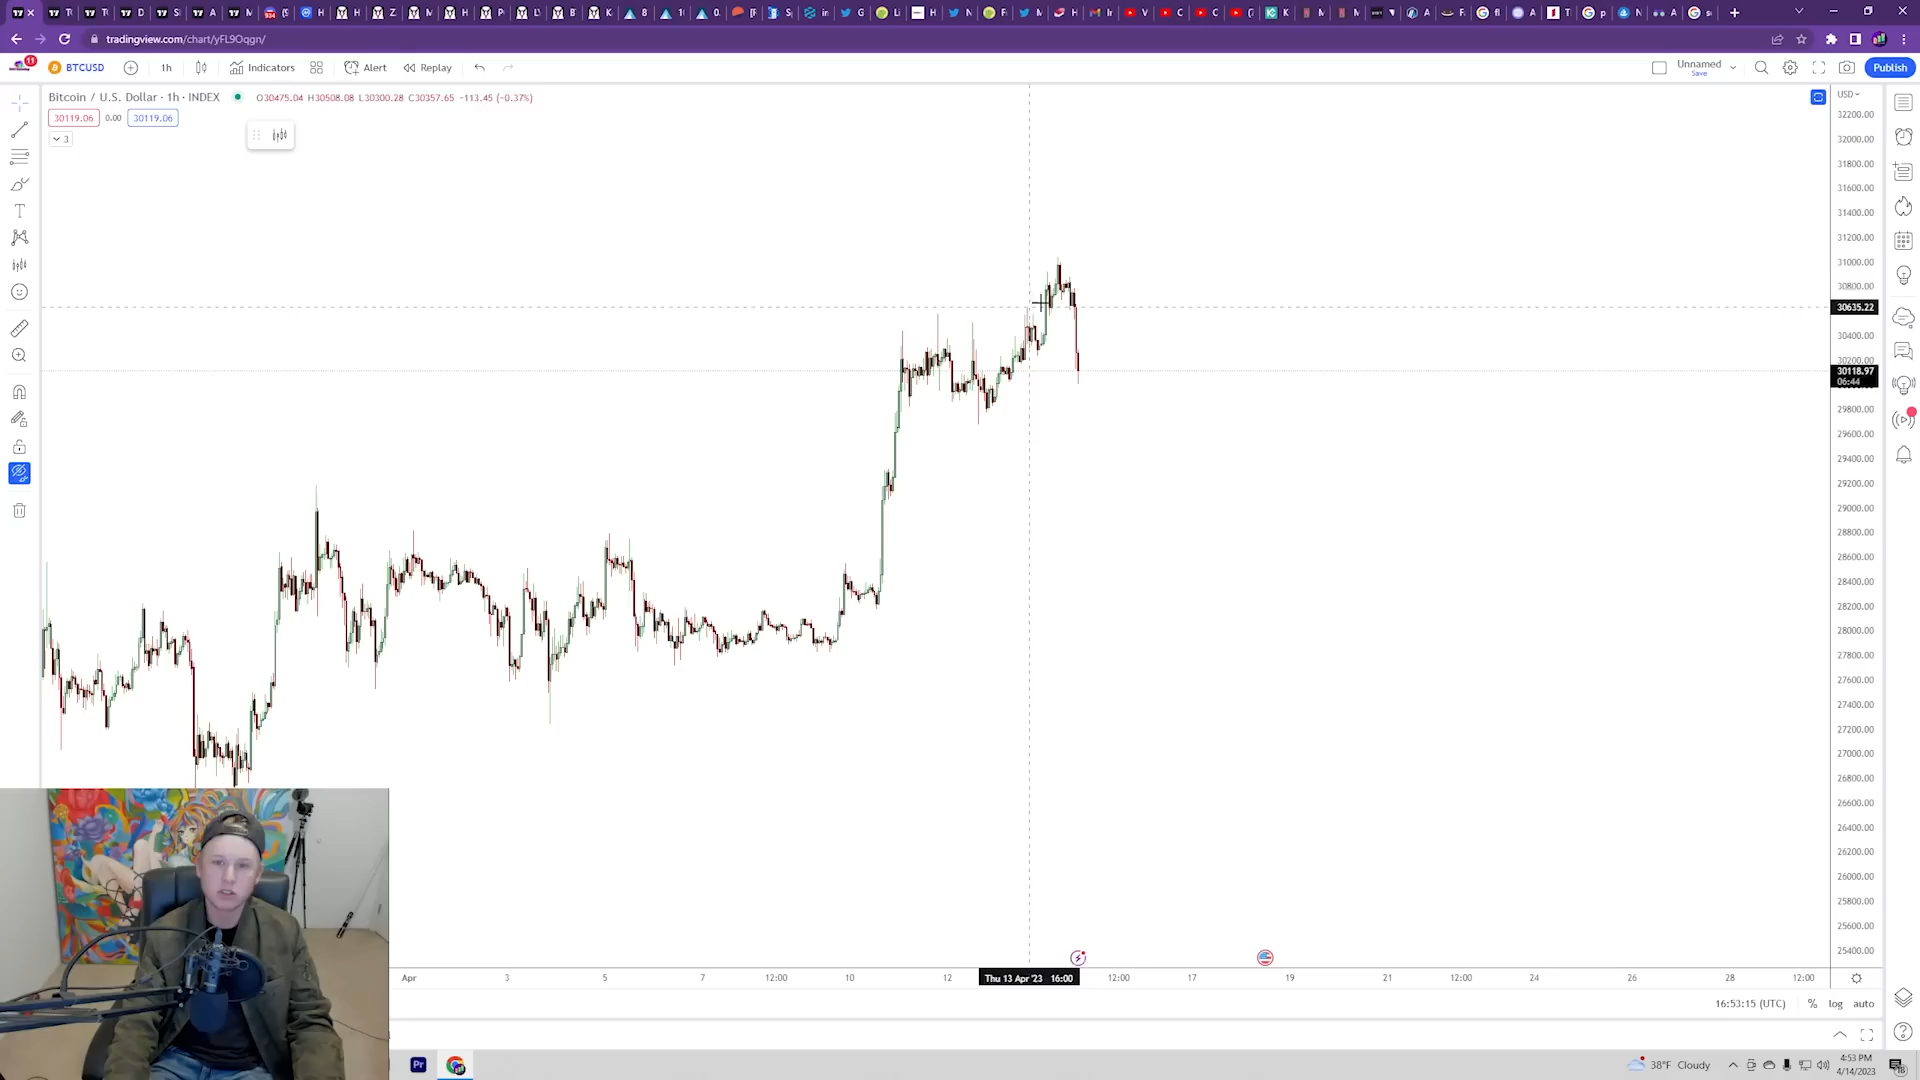 934
tradingview.com/chart/yFL9Oqgn/
11
BTCUSD
1h
Indicators
Alert
Replay
Unnamed
Save
Publish
Bitcoin / U.S. Dollar · 1h · INDEX
O30475.04 H30508.08 L30300.28 C30357.65 -113.45 (-0.37%)
30119.06 0.00 30119.06
3
USD
32200.00
32000.00
31800.00
31600.00
31400.00
31200.00
31000.00
30800.00
30635.22
30400.00
30200.00
30118.97
06:44
29800.00
29600.00
29400.00
29200.00
29000.00
28800.00
28600.00
28400.00
28200.00
28000.00
27800.00
27600.00
27400.00
27200.00
27000.00
26800.00
26600.00
26400.00
26200.00
26000.00
25800.00
25600.00
25400.00
Apr 3 5 7 12:00 10 12 Thu 13 Apr '23 16:00 12:00 17 19 21 12:00 24 26 28 12:00
16:53:15 (UTC) % log auto
Pr
38°F Cloudy
4:53 PM
4/14/2023